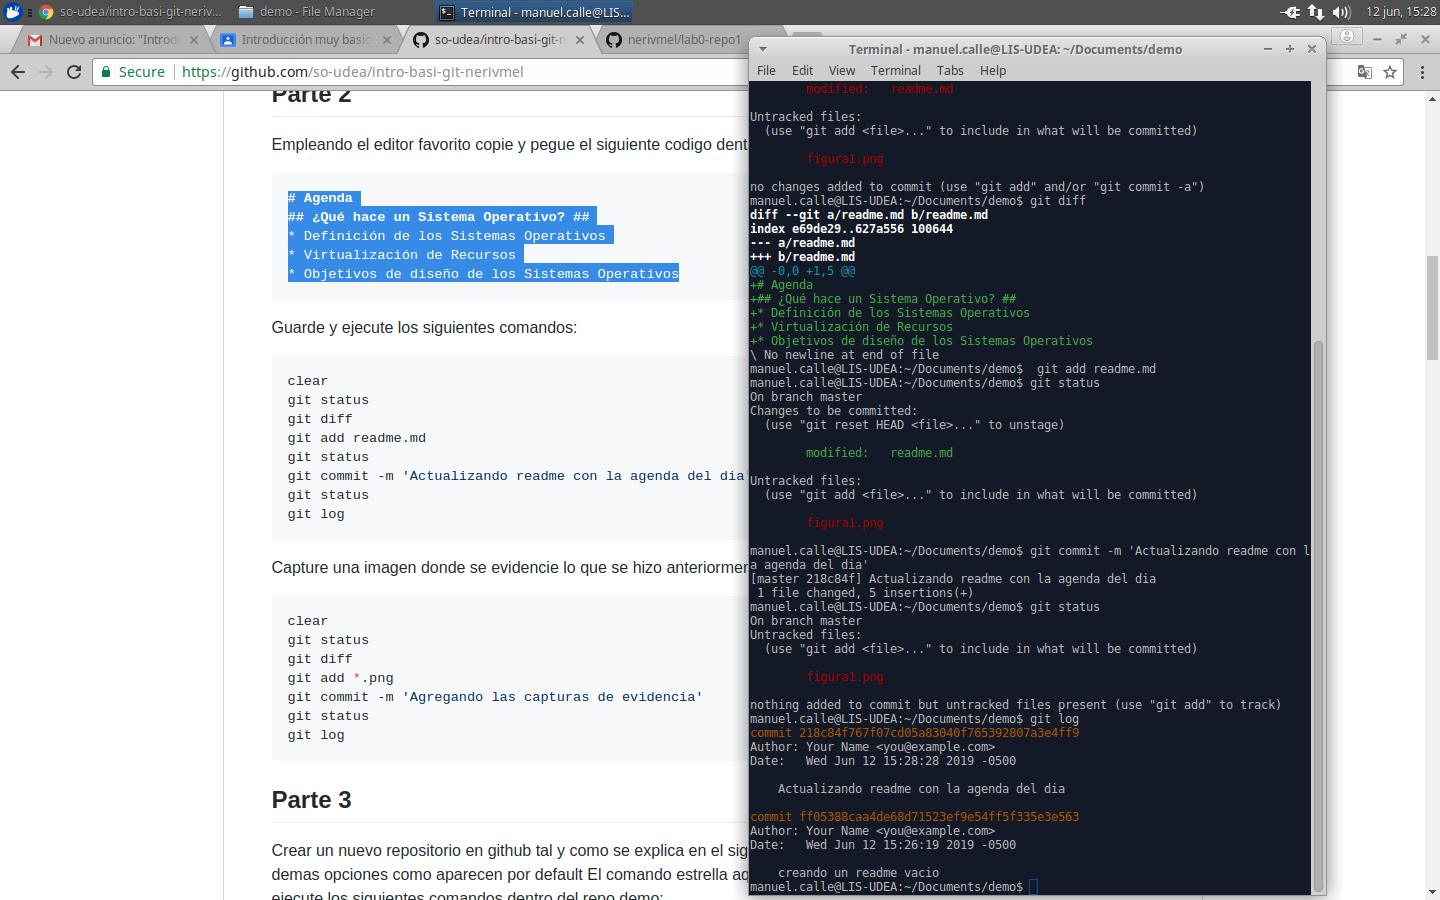 so-udea/intro-basi-git-neriv...
demo - File Manager
Terminal - manuel.calle@LIS...
12 jun, 15:28
Nuevo anuncio: "Introdu
Introducción muy basica
so-udea/intro-basi-git-n
nerivmel/lab0-repo1
Secure
https://github.com/so-udea/intro-basi-git-nerivmel
Parte 2
Empleando el editor favorito copie y pegue el siguiente codigo dent
# Agenda
## ¿Qué hace un Sistema Operativo? ##
* Definición de los Sistemas Operativos
* Virtualización de Recursos
* Objetivos de diseño de los Sistemas Operativos
Guarde y ejecute los siguientes comandos:
clear
git status
git diff
git add readme.md
git status
git commit -m 'Actualizando readme con la agenda del dia'
git status
git log
Capture una imagen donde se evidencie lo que se hizo anteriormen
clear
git status
git diff
git add *.png
git commit -m 'Agregando las capturas de evidencia'
git status
git log
Parte 3
Crear un nuevo repositorio en github tal y como se explica en el sig
demas opciones como aparecen por default El comando estrella aq
ejecute los siguientes comandos dentro del repo demo:
Terminal - manuel.calle@LIS-UDEA: ~/Documents/demo
File Edit View Terminal Tabs Help
modified:   readme.md
Untracked files:
(use "git add <file>..." to include in what will be committed)
figura1.png
no changes added to commit (use "git add" and/or "git commit -a")
manuel.calle@LIS-UDEA:~/Documents/demo$ git diff
diff --git a/readme.md b/readme.md
index e69de29..627a556 100644
--- a/readme.md
+++ b/readme.md
@@ -0,0 +1,5 @@
+# Agenda
+## ¿Qué hace un Sistema Operativo? ##
+* Definición de los Sistemas Operativos
+* Virtualización de Recursos
+* Objetivos de diseño de los Sistemas Operativos
\ No newline at end of file
manuel.calle@LIS-UDEA:~/Documents/demo$  git add readme.md
manuel.calle@LIS-UDEA:~/Documents/demo$ git status
On branch master
Changes to be committed:
(use "git reset HEAD <file>..." to unstage)
modified:   readme.md
Untracked files:
(use "git add <file>..." to include in what will be committed)
figura1.png
manuel.calle@LIS-UDEA:~/Documents/demo$ git commit -m 'Actualizando readme con l
a agenda del dia'
[master 218c84f] Actualizando readme con la agenda del dia
1 file changed, 5 insertions(+)
manuel.calle@LIS-UDEA:~/Documents/demo$ git status
On branch master
Untracked files:
(use "git add <file>..." to include in what will be committed)
figura1.png
nothing added to commit but untracked files present (use "git add" to track)
manuel.calle@LIS-UDEA:~/Documents/demo$ git log
commit 218c84f767f07cd05a83040f765392807a3e4ff9
Author: Your Name <you@example.com>
Date:   Wed Jun 12 15:28:28 2019 -0500
Actualizando readme con la agenda del dia
commit ff05388caa4de68d71523ef9e54ff5f335e3e563
Author: Your Name <you@example.com>
Date:   Wed Jun 12 15:26:19 2019 -0500
creando un readme vacio
manuel.calle@LIS-UDEA:~/Documents/demo$